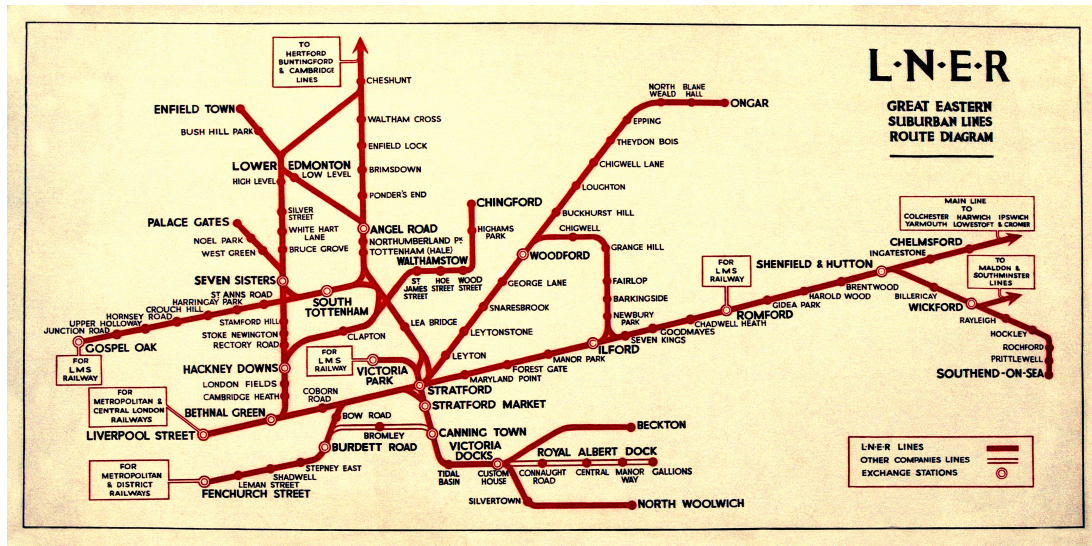 L·N·E·R
GREAT EASTERN
SUBURBAN LINES
ROUTE DIAGRAM
TO
HERTFORD
BUNTINGFORD
& CAMBRIDGE
LINES
CHESHUNT
WALTHAM CROSS
ENFIELD LOCK
BRIMSDOWN
PONDER'S END
ANGEL ROAD
NORTHUMBERLAND PK
TOTTENHAM (HALE)
ENFIELD TOWN
BUSH HILL PARK
LOWER EDMONTON
LOW LEVEL
HIGH LEVEL
SILVER
STREET
WHITE HART
LANE
BRUCE GROVE
PALACE GATES
NOEL PARK
WEST GREEN
SEVEN SISTERS
SOUTH
TOTTENHAM
ST ANNS ROAD
HARRINGAY PARK
CROUCH HILL
HORNSEY ROAD
UPPER HOLLOWAY
JUNCTION ROAD
GOSPEL OAK
FOR
L M S
RAILWAY
STAMFORD HILL
STOKE NEWINGTON
RECTORY ROAD
HACKNEY DOWNS
LONDON FIELDS
CAMBRIDGE HEATH
BETHNAL GREEN
LIVERPOOL STREET
FOR
METROPOLITAN &
CENTRAL LONDON
RAILWAYS
CHINGFORD
HIGHAMS
PARK
WALTHAMSTOW
ST
JAMES
STREET
HOE
STREET
WOOD
STREET
CLAPTON
LEA BRIDGE
FOR
L M S
RAILWAY
VICTORIA
PARK
COBORN
ROAD
STRATFORD
STRATFORD MARKET
LEYTON
LEYTONSTONE
SNARESBROOK
GEORGE LANE
WOODFORD
BUCKHURST HILL
LOUGHTON
CHIGWELL LANE
THEYDON BOIS
EPPING
NORTH
WEALD
BLAKE
HALL
ONGAR
CHIGWELL
GRANGE HILL
FAIRLOP
BARKINGSIDE
NEWBURY
PARK
MARYLAND POINT
FOREST GATE
MANOR PARK
ILFORD
SEVEN KINGS
GOODMAYES
CHADWELL HEATH
FOR
L M S
RAILWAY
ROMFORD
GIDEA PARK
HAROLD WOOD
BRENTWOOD
SHENFIELD & HUTTON
INGATESTONE
CHELMSFORD
MAIN LINE
TO
COLCHESTER HARWICH IPSWICH
YARMOUTH LOWESTOFT & CROMER
TO
MALDON &
SOUTHMINSTER
LINES
BILLERICAY
WICKFORD
RAYLEIGH
HOCKLEY
ROCHFORD
PRITTLEWELL
SOUTHEND-ON-SEA
BOW ROAD
BROMLEY
BURDETT ROAD
STEPNEY EAST
SHADWELL
LEMAN STREET
FENCHURCH STREET
FOR
METROPOLITAN
& DISTRICT
RAILWAYS
CANNING TOWN
VICTORIA
DOCKS
TIDAL
BASIN
CUSTOM
HOUSE
BECKTON
ROYAL ALBERT DOCK
CONNAUGHT
ROAD
CENTRAL
MANOR
WAY
GALLIONS
SILVERTOWN
NORTH WOOLWICH
L·N·E·R LINES
OTHER COMPANIES LINES
EXCHANGE STATIONS